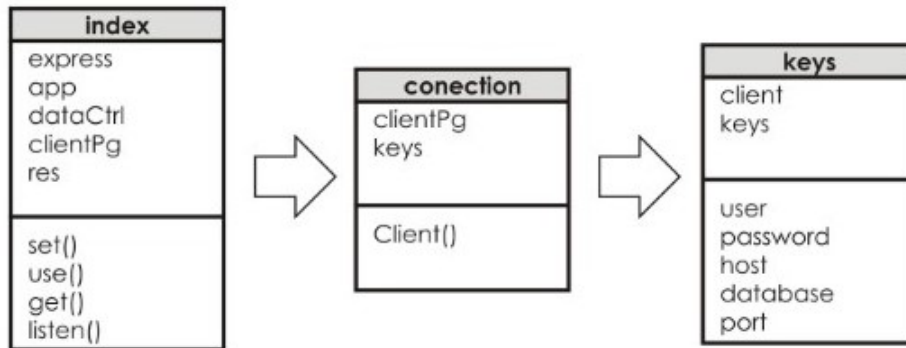 index
express
app
dataCtrl
clientPg
res
set()
use()
get()
listen()
conection
clientPg
keys
Client()
keys
client
keys
user
password
host
database
port